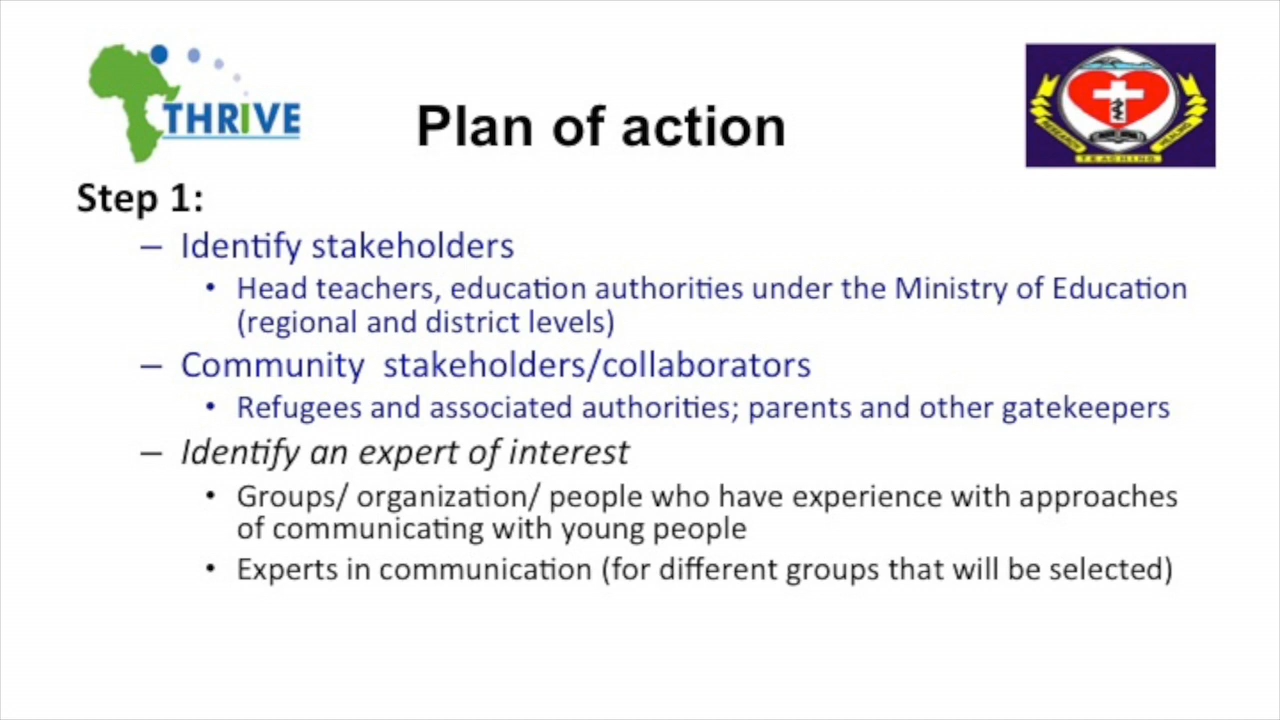 THRIVE
Plan of action
RESEARCH
HEALING
TEACHING
Step 1:
– Identify stakeholders
• Head teachers, education authorities under the Ministry of Education
(regional and district levels)
– Community  stakeholders/collaborators
• Refugees and associated authorities; parents and other gatekeepers
– Identify an expert of interest
• Groups/ organization/ people who have experience with approaches
of communicating with young people
• Experts in communication (for different groups that will be selected)